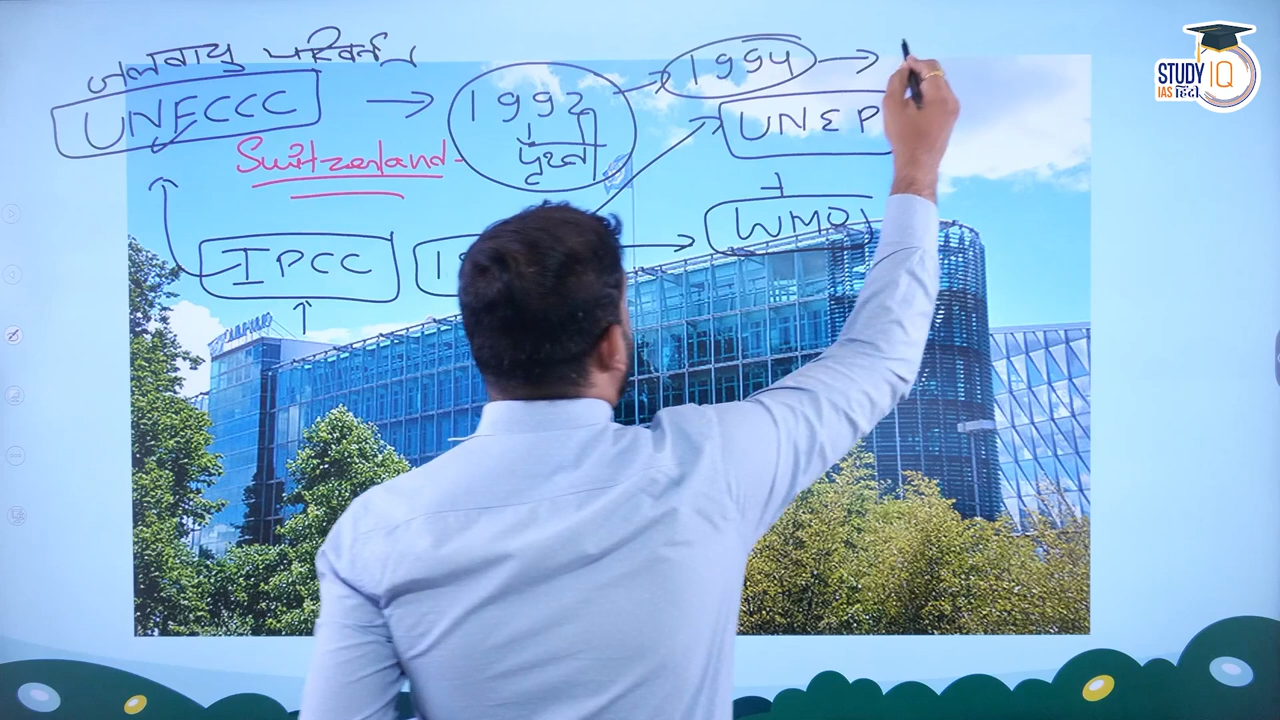 जलवायु परिवर्तन
UNFCCC → 1992 → 1994 →
पृथ्वी
Switzerland
UNEP
+
WMO
IPCC
STUDY IQ
IAS हिंदी